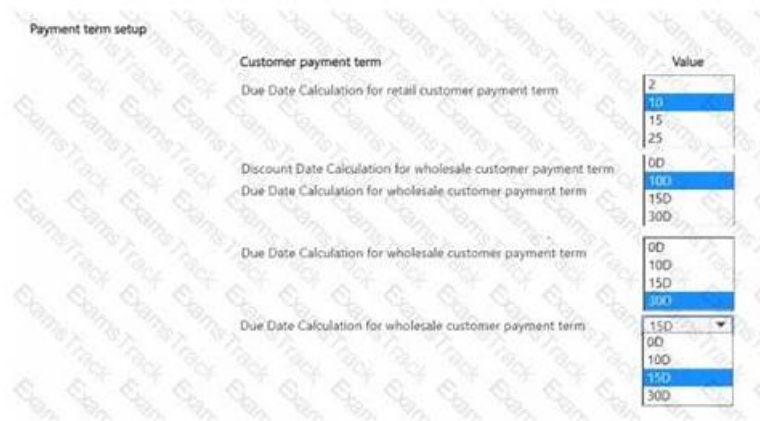 Payment term setup
Customer payment term Value
Due Date Calculation for retail customer payment term 2
10
15
25
Discount Date Calculation for wholesale customer payment term 0D
Due Date Calculation for wholesale customer payment term 10D
15D
30D
Due Date Calculation for wholesale customer payment term 0D
10D
15D
30D
Due Date Calculation for wholesale customer payment term 15D
0D
10D
15D
30D